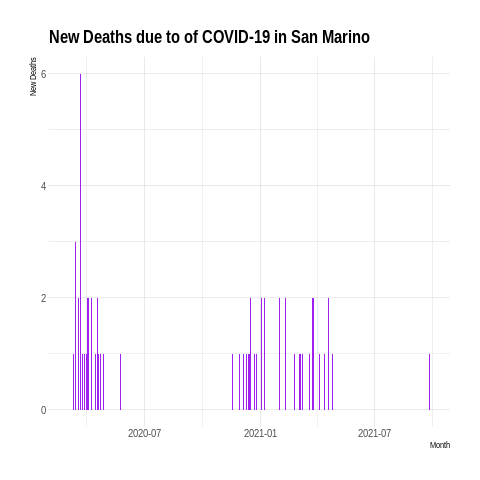 New Deaths due to of COVID-19 in San Marino
New Deaths
6
4
2
0
2020-07
2021-01
2021-07
Month